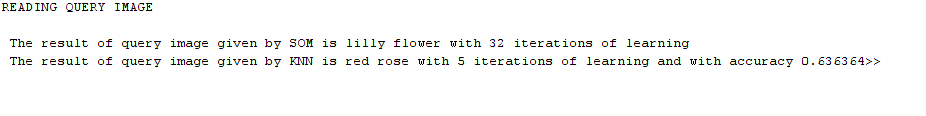 READING QUERY IMAGE
The result of query image given by SOM is lilly flower with 32 iterations of learning
The result of query image given by KNN is red rose with 5 iterations of learning and with accuracy 0.636364>>